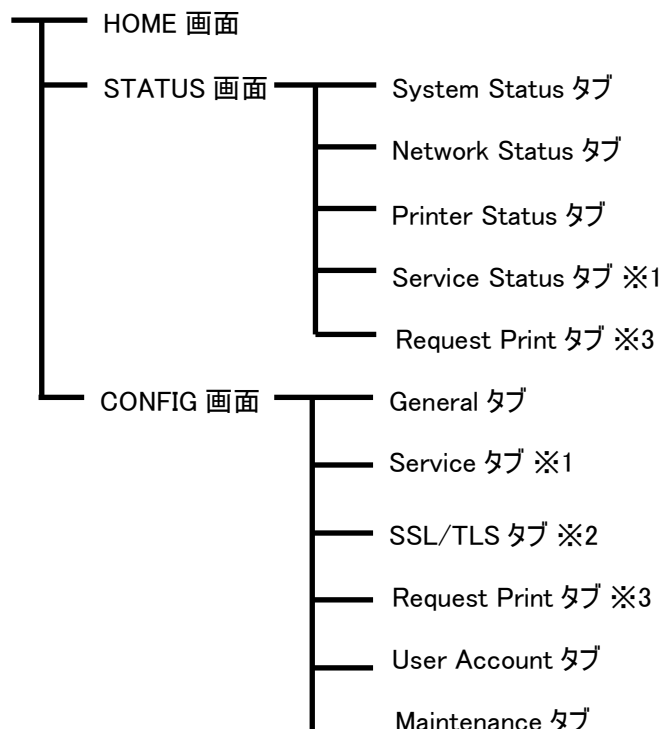 HOME 画面
STATUS 画面
System Status タブ
Network Status タブ
Printer Status タブ
Service Status タブ ※1
Request Print タブ ※3
CONFIG 画面
General タブ
Service タブ ※1
SSL/TLS タブ ※2
Request Print タブ ※3
User Account タブ
Maintenance タブ